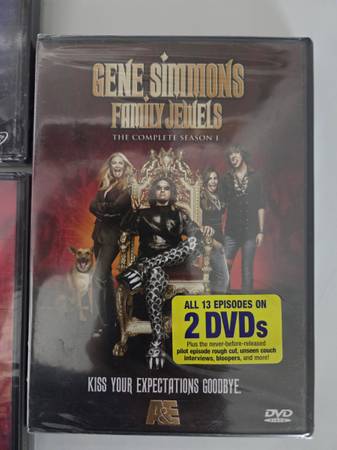 GENE SIMMONS
FAMILY JEWELS
THE COMPLETE SEASON 1
ALL 13 EPISODES ON
2 DVDs
Plus the never-before-released
pilot episode rough cut, unseen couch
interviews, bloopers, and more!
KISS YOUR EXPECTATIONS GOODBYE.
A&E
DVD
VIDEO